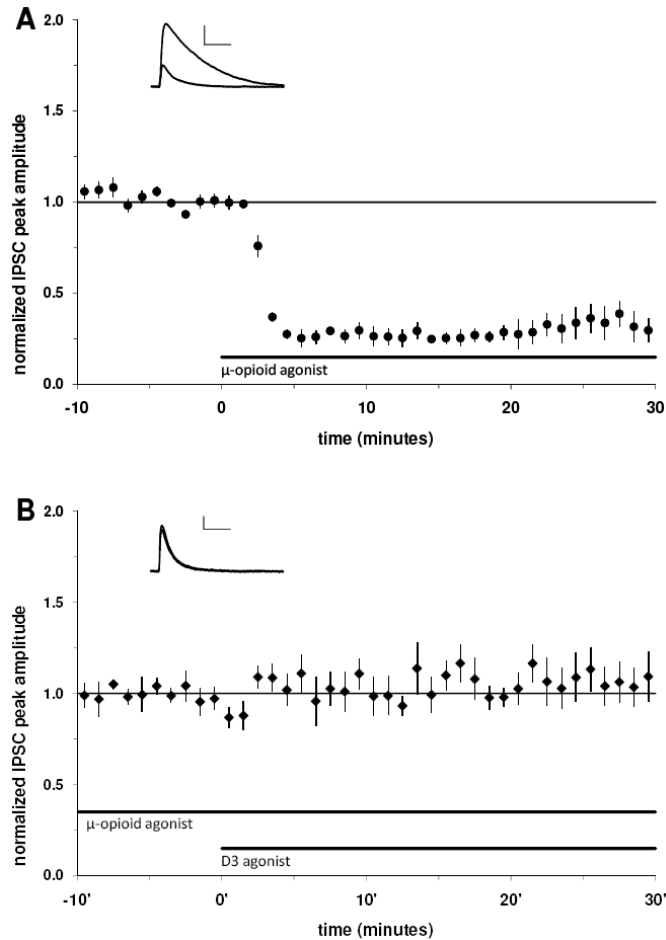 A
normalized IPSC peak amplitude
2.0
1.5
1.0
0.5
0.0
μ-opioid agonist
-10 0 10 20 30
time (minutes)
B
normalized IPSC peak amplitude
2.0
1.5
1.0
0.5
0.0
μ-opioid agonist
D3 agonist
-10' 0' 10' 20' 30'
time (minutes)